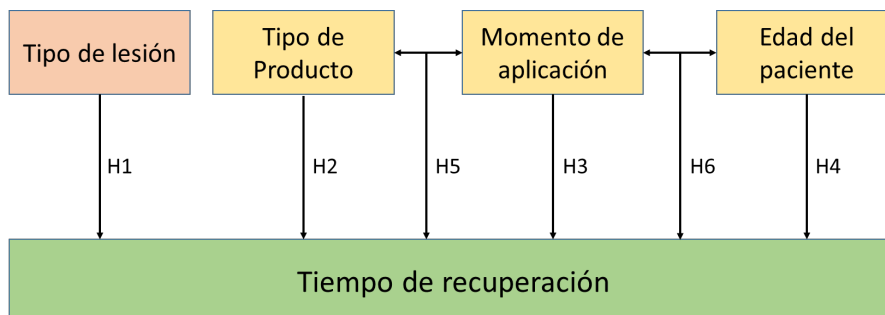 Tipo de lesión
Tipo de
Producto
Momento de
aplicación
Edad del
paciente
H1
H2
H5
H3
H6
H4
Tiempo de recuperación